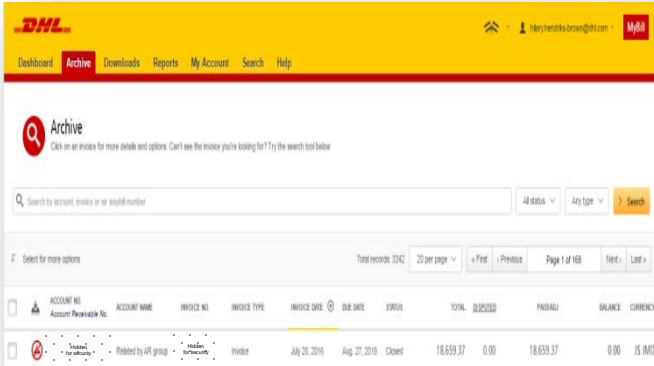 DHL
hilary.hendriks-brown@dhl.com
MyBill
Dashboard Archive Downloads Reports My Account Search Help
Archive
Click on an invoice for more details and options. Can't see the invoice you're looking for? Try the search tool below
Search by account, invoice or air waybill number
All status
Any type
Search
Select for more options
Total records: 3342
20 per page
« First
‹ Previous
Page 1 of 168
Next ›
Last »
ACCOUNT NO.
Account Receivable No.
ACCOUNT NAME
INVOICE NO.
INVOICE TYPE
INVOICE DATE
DUE DATE
STATUS
TOTAL
DISPUTED
PAID/ADJ
BALANCE
CURRENCY
Hidden
for security
Related by AR group
Hidden
for security
Invoice
July 28, 2016
Aug. 27, 2016
Closed
18,659.37
0.00
18,659.37
0.00
J$ JMD